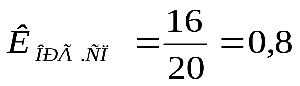 Ê ÎÐÃ .ÑÏ = 16/20 = 0,8